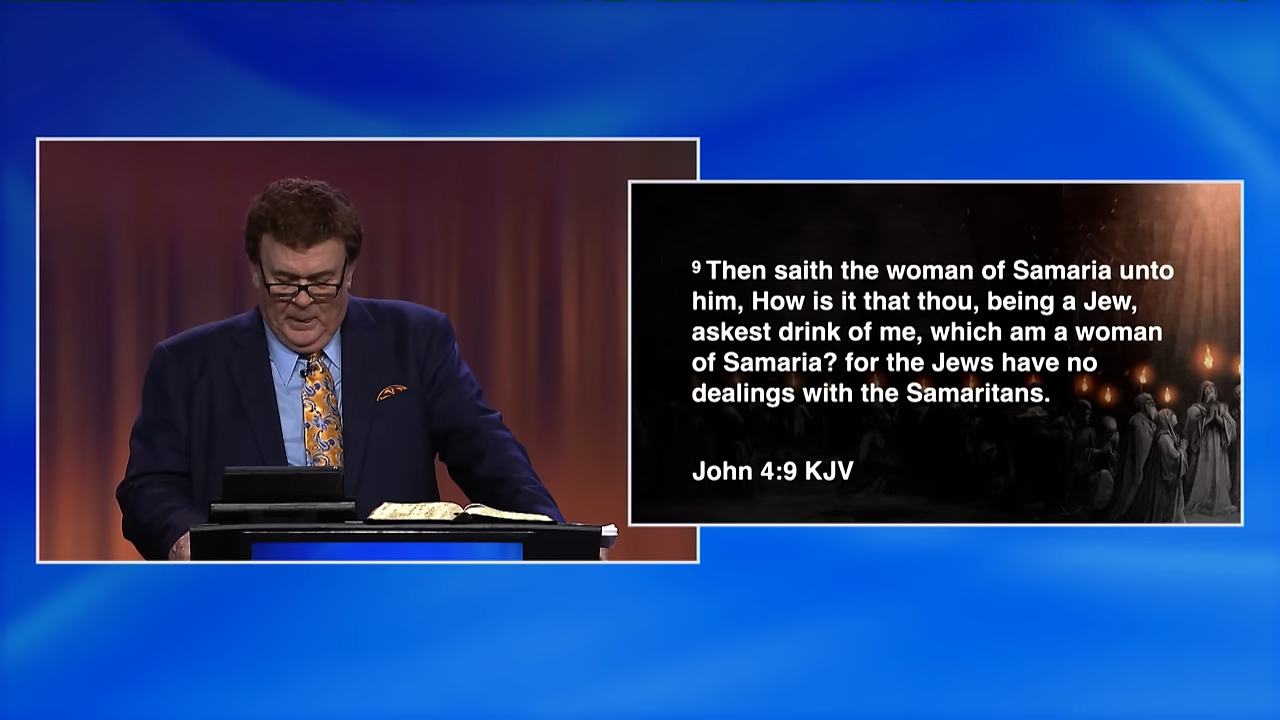 9 Then saith the woman of Samaria unto
him, How is it that thou, being a Jew,
askest drink of me, which am a woman
of Samaria? for the Jews have no
dealings with the Samaritans.
John 4:9 KJV